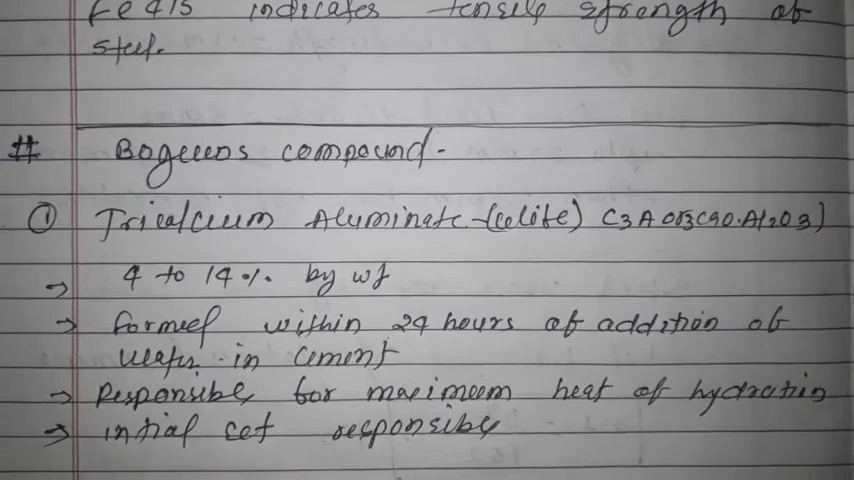 Fe 415 indicates tensile strength of
steel.
# Bogeuos compound.
① Tricalcium Aluminate-(celite) C3A or 3CaO.Al2O3)
→ 4 to 14% by wt
→ formed within 24 hours of addition of
water in cement
→ Responsible for maximum heat of hydration
→ initial set responsible